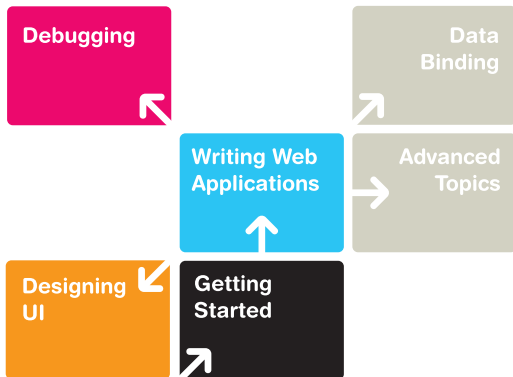 Debugging
Data
Binding
Writing Web
Applications
Advanced
Topics
Designing
UI
Getting
Started